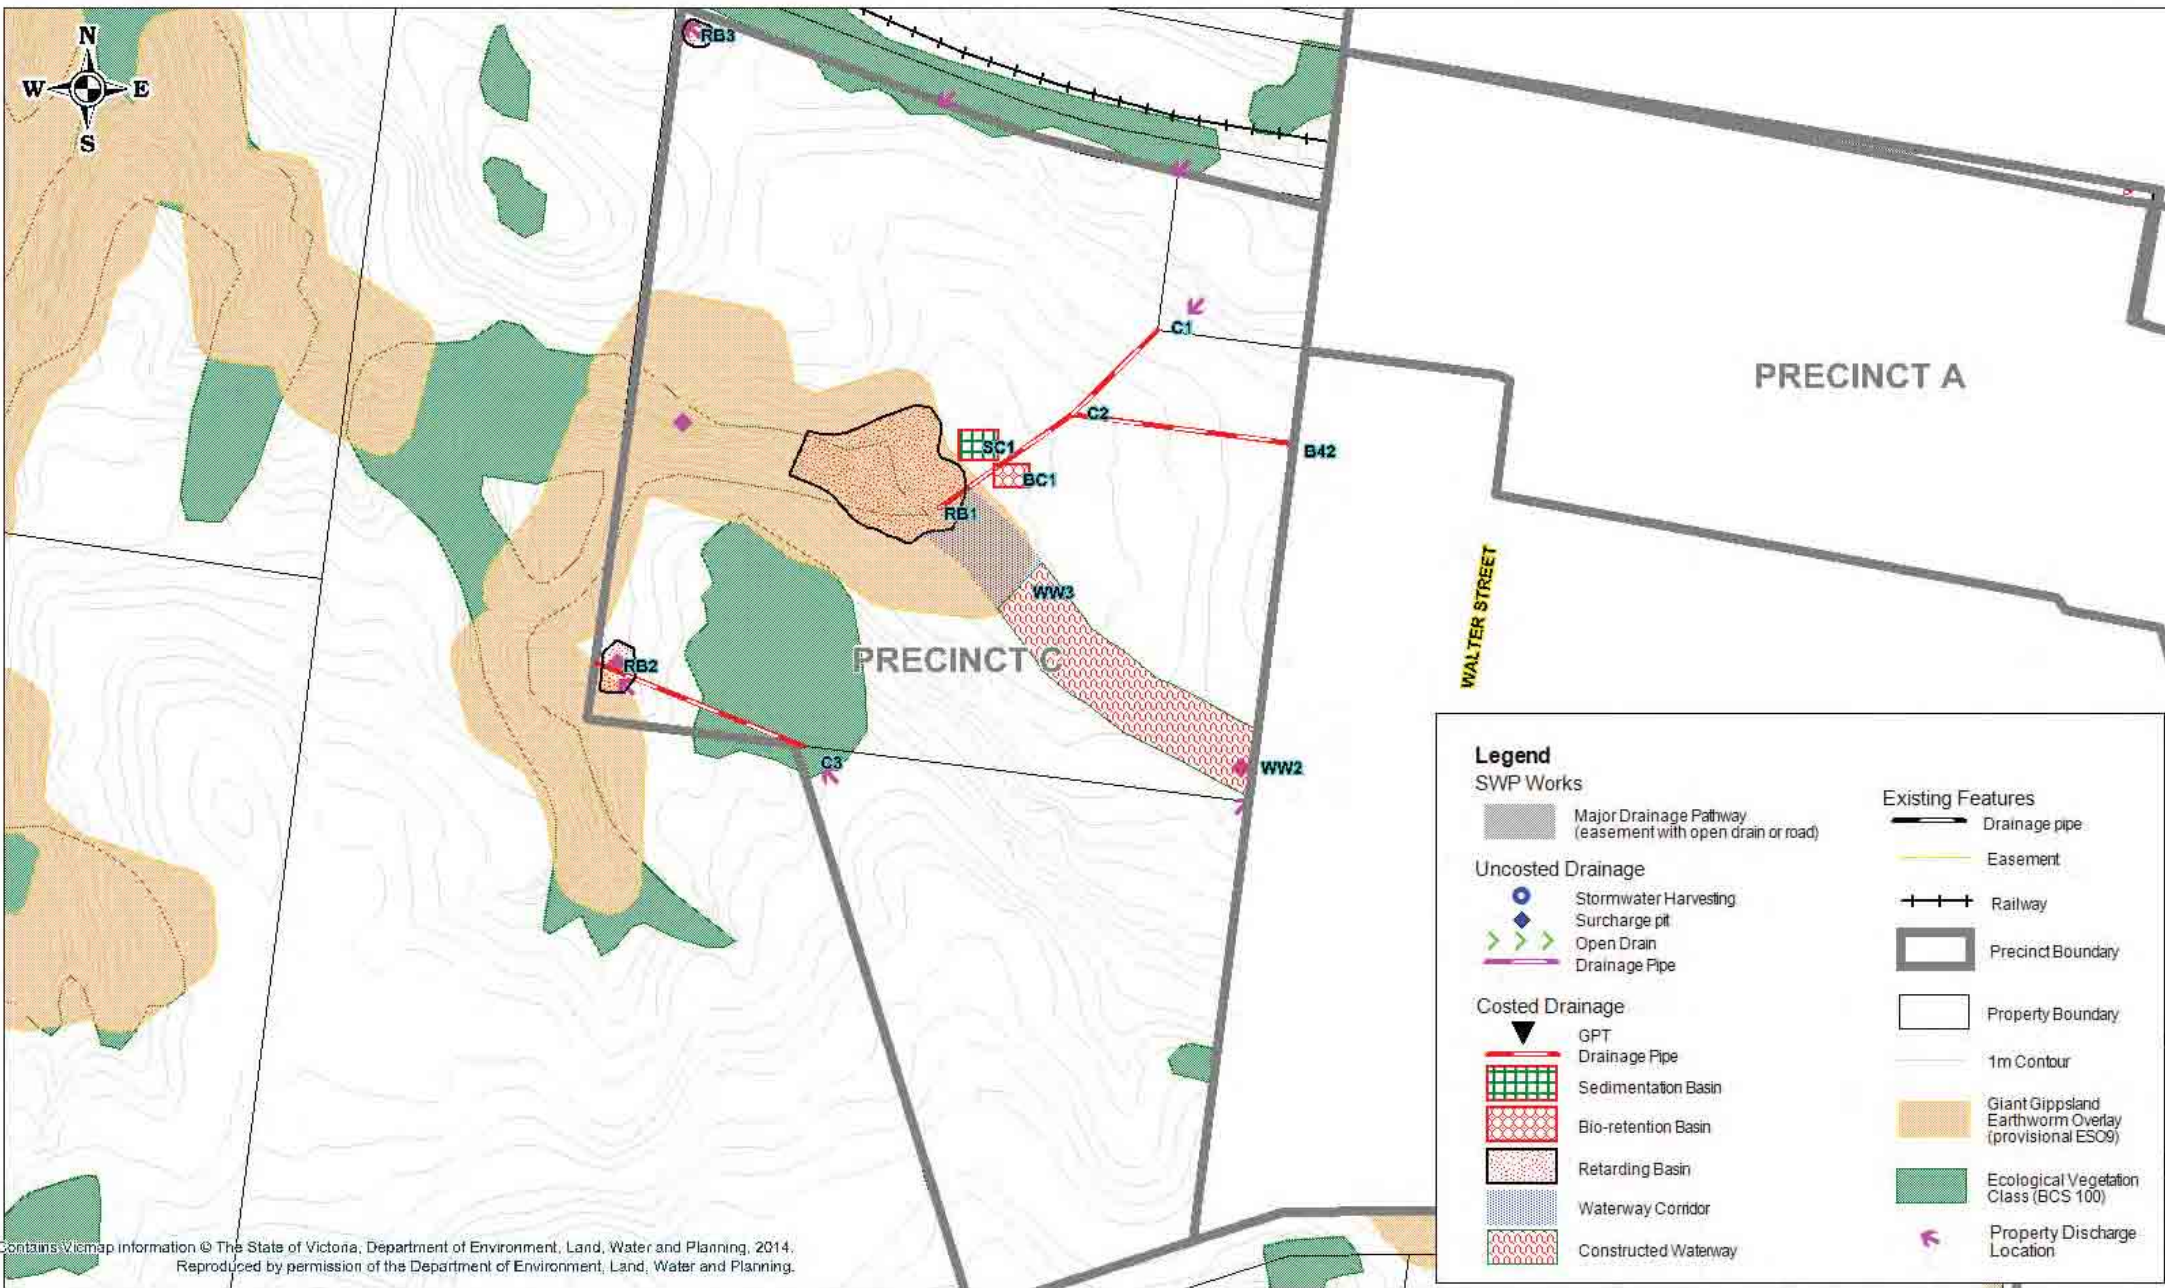 N
W E
S
RB3
C1
PRECINCT A
C2
SC1
B42
BC1
RB1
WW3
WALTER STREET
PRECINCT C
RB2
C3
WW2
Legend
SWP Works
Major Drainage Pathway
(easement with open drain or road)
Uncosted Drainage
Stormwater Harvesting
Surcharge pit
Open Drain
Drainage Pipe
Costed Drainage
GPT
Drainage Pipe
Sedimentation Basin
Bio-retention Basin
Retarding Basin
Waterway Corridor
Constructed Waterway
Existing Features
Drainage pipe
Easement
Railway
Precinct Boundary
Property Boundary
1m Contour
Giant Gippsland
Earthworm Overlay
(provisional ESO9)
Ecological Vegetation
Class (BCS 100)
Property Discharge
Location
Contains Vicmap information © The State of Victoria, Department of Environment, Land, Water and Planning, 2014.
Reproduced by permission of the Department of Environment, Land, Water and Planning.